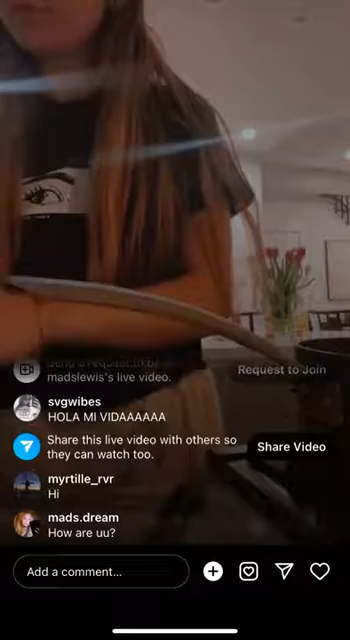 madslewis's live video.
Request to Join
svgwibes
HOLA MI VIDAAAAAA
Share this live video with others so
they can watch too.
Share Video
myrtille_rvr
Hi
mads.dream
How are uu?
Add a comment...